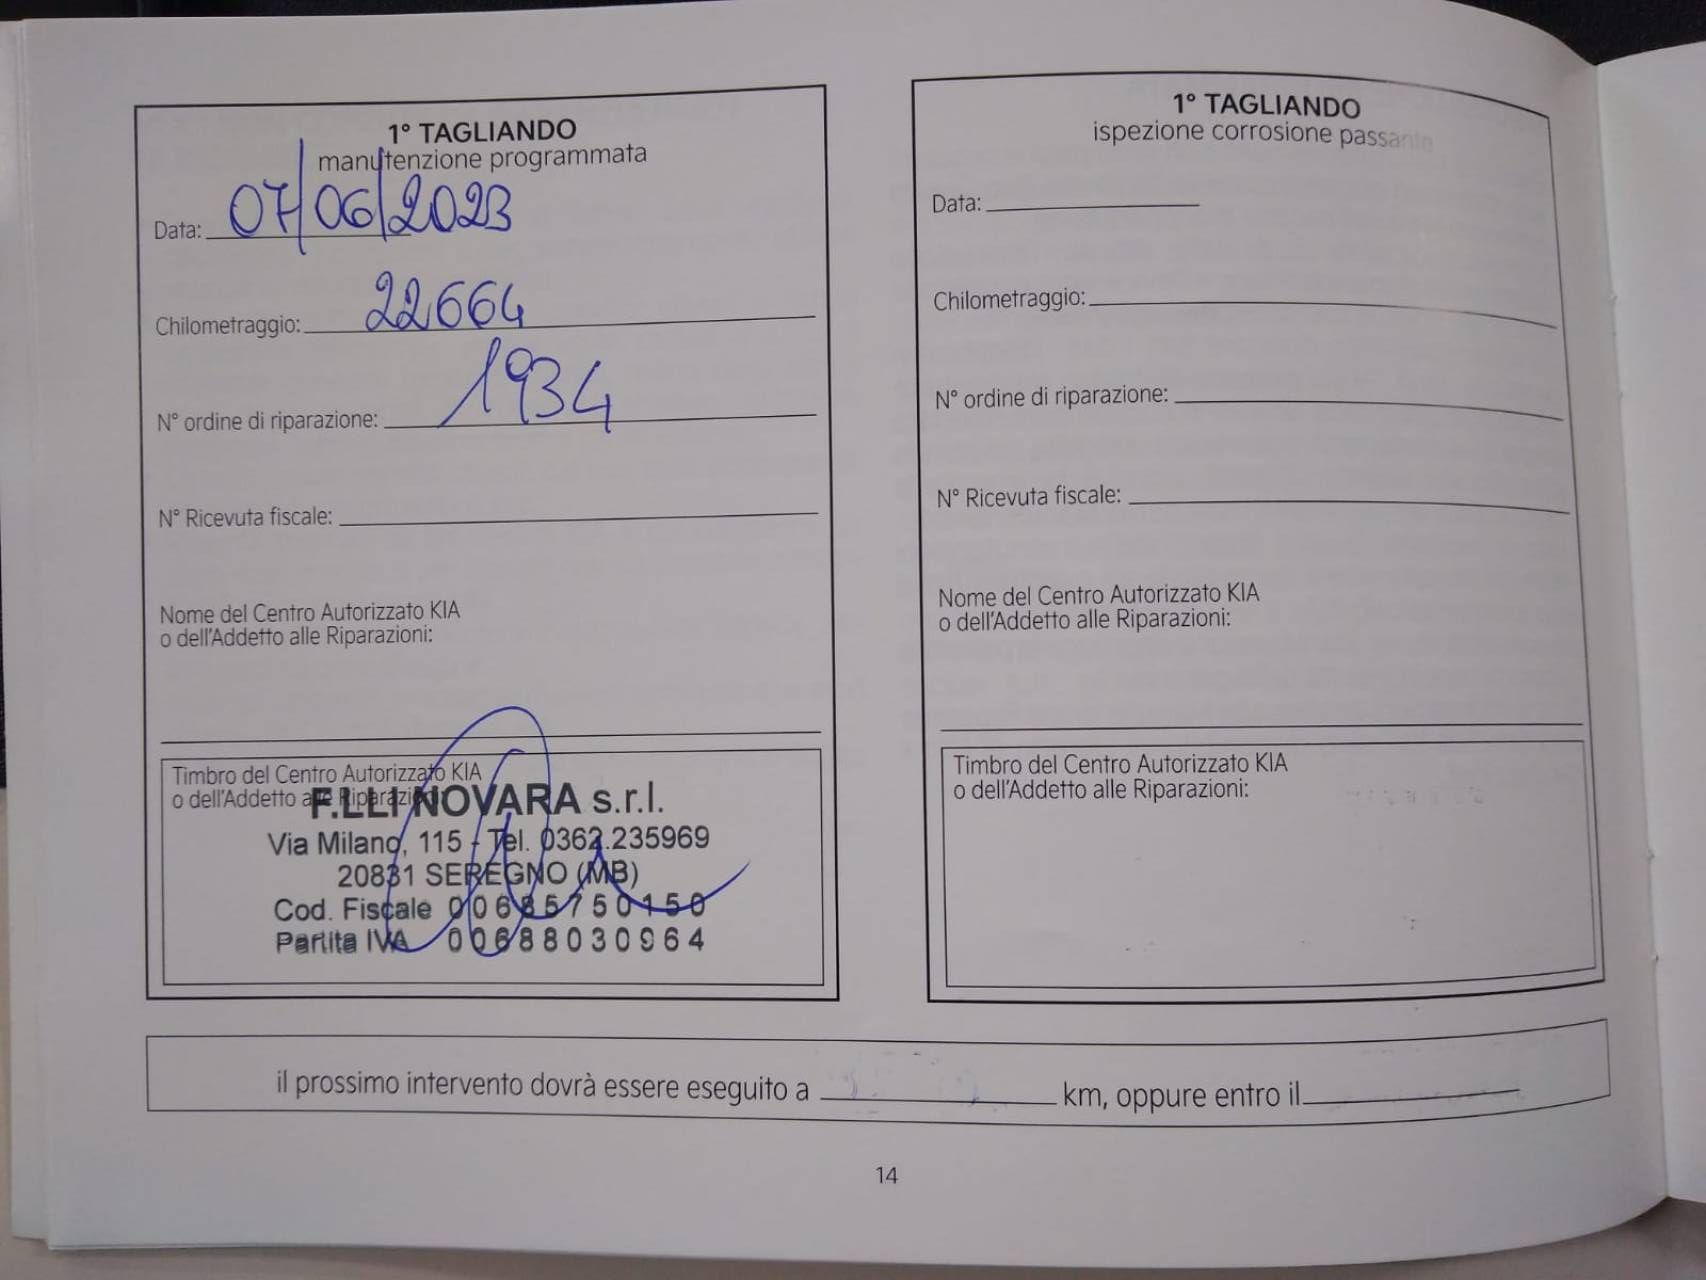 1° TAGLIANDO
manutenzione programmata
Data: 07/06/2023
Chilometraggio: 22664
N° ordine di riparazione: 1934
N° Ricevuta fiscale:
Nome del Centro Autorizzato KIA
o dell'Addetto alle Riparazioni:
Timbro del Centro Autorizzato KIA
o dell'Addetto alle Riparazioni:
F.LLI NOVARA s.r.l.
Via Milano, 115 - Tel. 0362.235969
20831 SEREGNO (MB)
Cod. Fiscale 00685750150
Partita IVA 00688030964
1° TAGLIANDO
ispezione corrosione passante
Data:
Chilometraggio:
N° ordine di riparazione:
N° Ricevuta fiscale:
Nome del Centro Autorizzato KIA
o dell'Addetto alle Riparazioni:
Timbro del Centro Autorizzato KIA
o dell'Addetto alle Riparazioni:
il prossimo intervento dovrà essere eseguito a km, oppure entro il
14